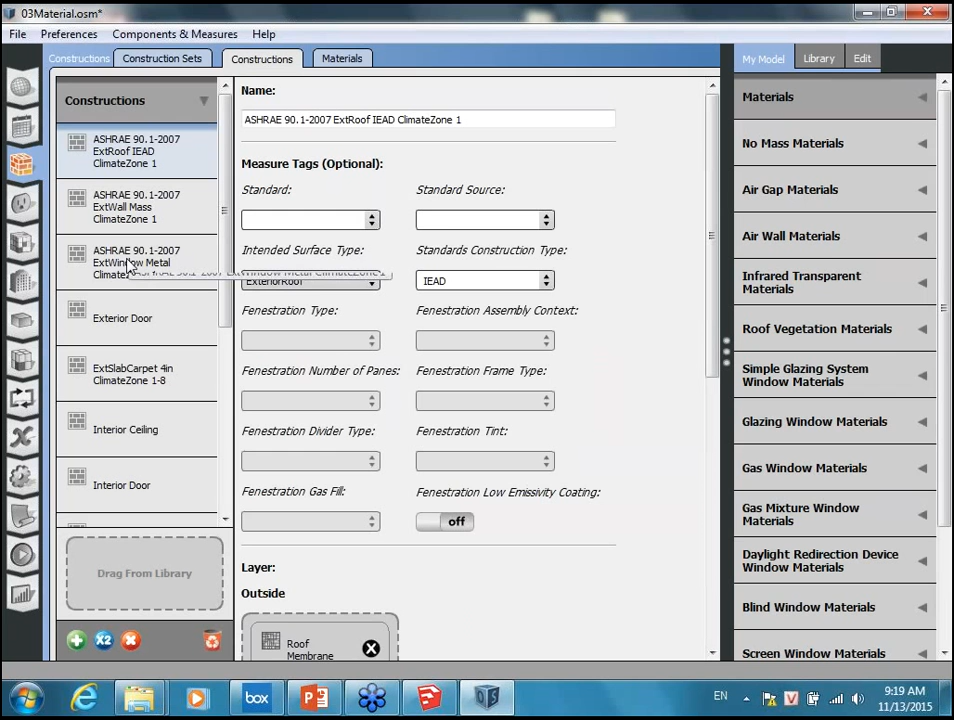 03Material.osm*
File Preferences Components & Measures Help
Constructions Construction Sets Constructions Materials
My Model Library Edit
Constructions
ASHRAE 90.1-2007
ExtRoof IEAD
ClimateZone 1
ASHRAE 90.1-2007
ExtWall Mass
ClimateZone 1
ASHRAE 90.1-2007
ExtWindow Metal
Exterior Door
ExtSlabCarpet 4in
ClimateZone 1-8
Interior Ceiling
Interior Door
Drag From Library
X2
Name:
ASHRAE 90.1-2007 ExtRoof IEAD ClimateZone 1
Measure Tags (Optional):
Standard: Standard Source:
Intended Surface Type: Standards Construction Type:
ExteriorRoof IEAD
Fenestration Type: Fenestration Assembly Context:
Fenestration Number of Panes: Fenestration Frame Type:
Fenestration Divider Type: Fenestration Tint:
Fenestration Gas Fill: Fenestration Low Emissivity Coating:
off
Layer:
Outside
Roof
Membrane
Materials
No Mass Materials
Air Gap Materials
Air Wall Materials
Infrared Transparent
Materials
Roof Vegetation Materials
Simple Glazing System
Window Materials
Glazing Window Materials
Gas Window Materials
Gas Mixture Window
Materials
Daylight Redirection Device
Window Materials
Blind Window Materials
Screen Window Materials
box
EN
9:19 AM
11/13/2015